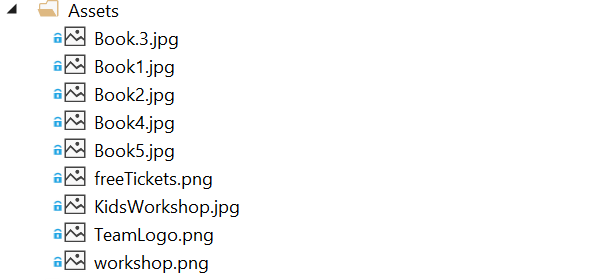 Assets
Book.3.jpg
Book1.jpg
Book2.jpg
Book4.jpg
Book5.jpg
freeTickets.png
KidsWorkshop.jpg
TeamLogo.png
workshop.png